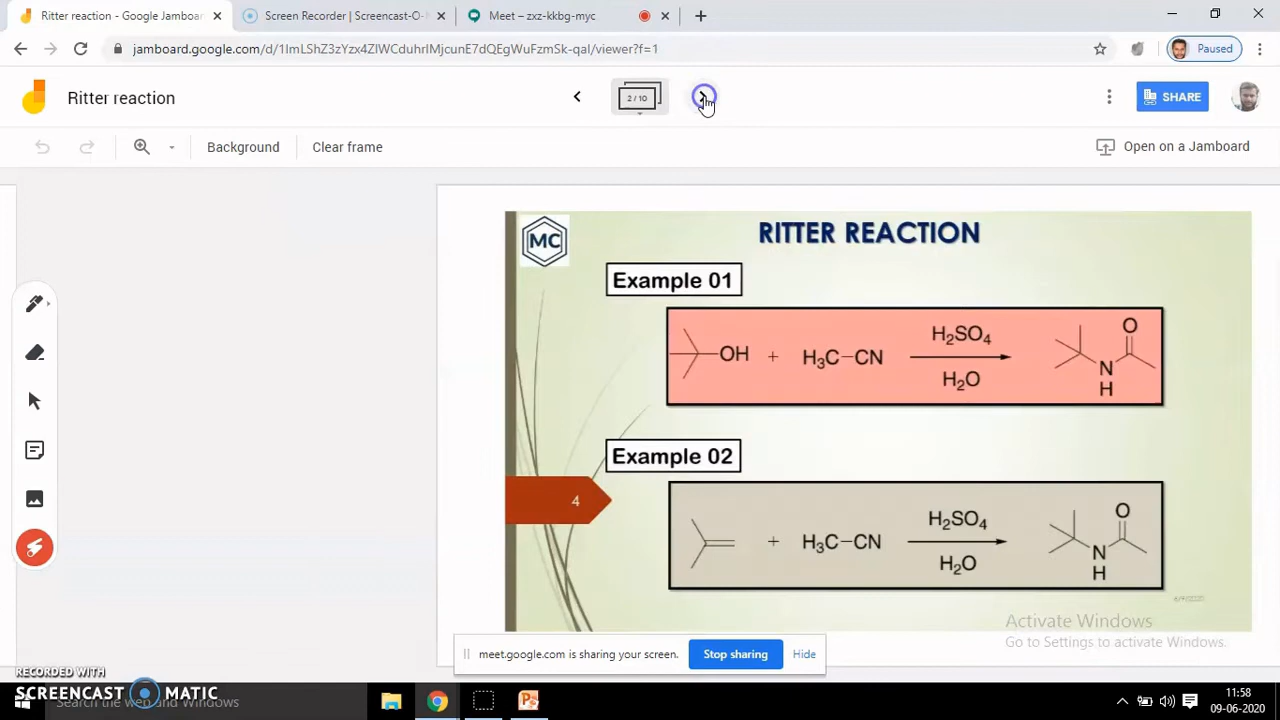 Ritter reaction - Google Jamboar
Screen Recorder | Screencast-O-M
Meet – zxz-kkbg-myc
jamboard.google.com/d/1ImLShZ3zYzx4ZIWCduhrIMjcunE7dQEgWuFzmSk-qaI/viewer?f=1
Paused
Ritter reaction
2 / 10
SHARE
Background
Clear frame
Open on a Jamboard
MC
RITTER REACTION
Example 01
OH + H3C–CN H2SO4 H2O O N H
Example 02
+ H3C–CN H2SO4 H2O O N H
4
Activate Windows
Go to Settings to activate Windows.
meet.google.com is sharing your screen.
Stop sharing
Hide
RECORDED WITH
SCREENCAST MATIC
Search the web and Windows
11:58
09-06-2020